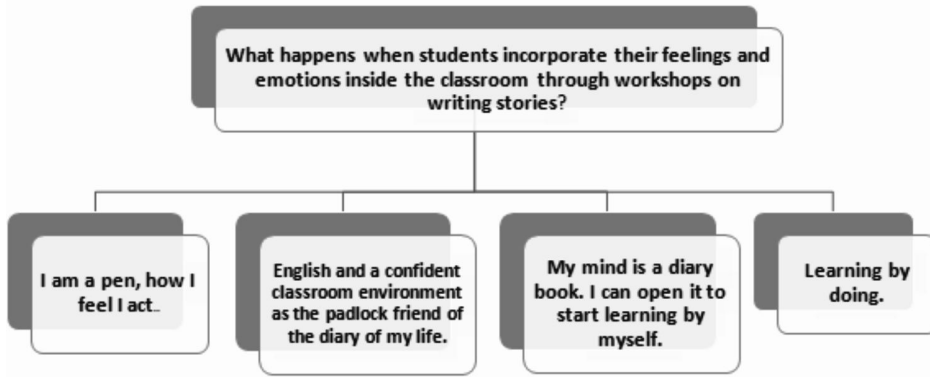 What happens when students incorporate their feelings and
emotions inside the classroom through workshops on
writing stories?
I am a pen, how I
feel I act..
English and a confident
classroom environment
as the padlock friend of
the diary of my life.
My mind is a diary
book. I can open it to
start learning by
myself.
Learning by
doing.